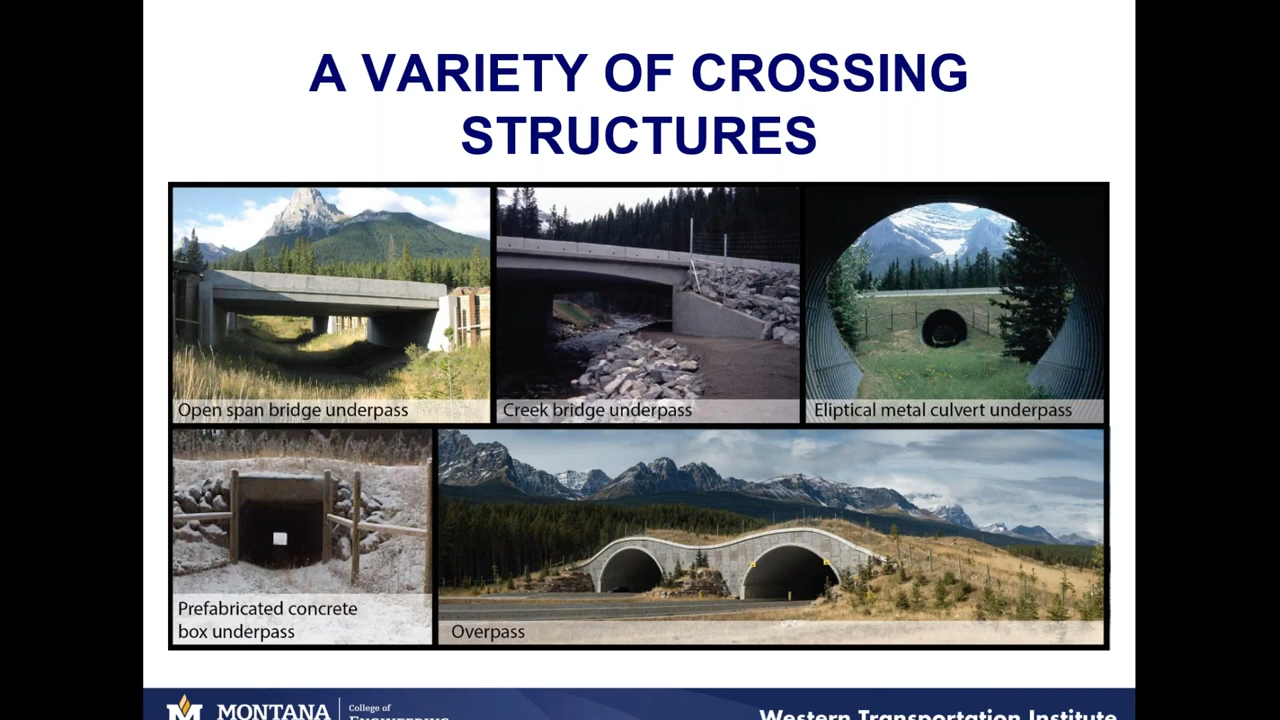 A VARIETY OF CROSSING
STRUCTURES
Open span bridge underpass
Creek bridge underpass
Eliptical metal culvert underpass
Prefabricated concrete
box underpass
Overpass
M MONTANA
College of
ENGINEERING
Western Transportation Institute